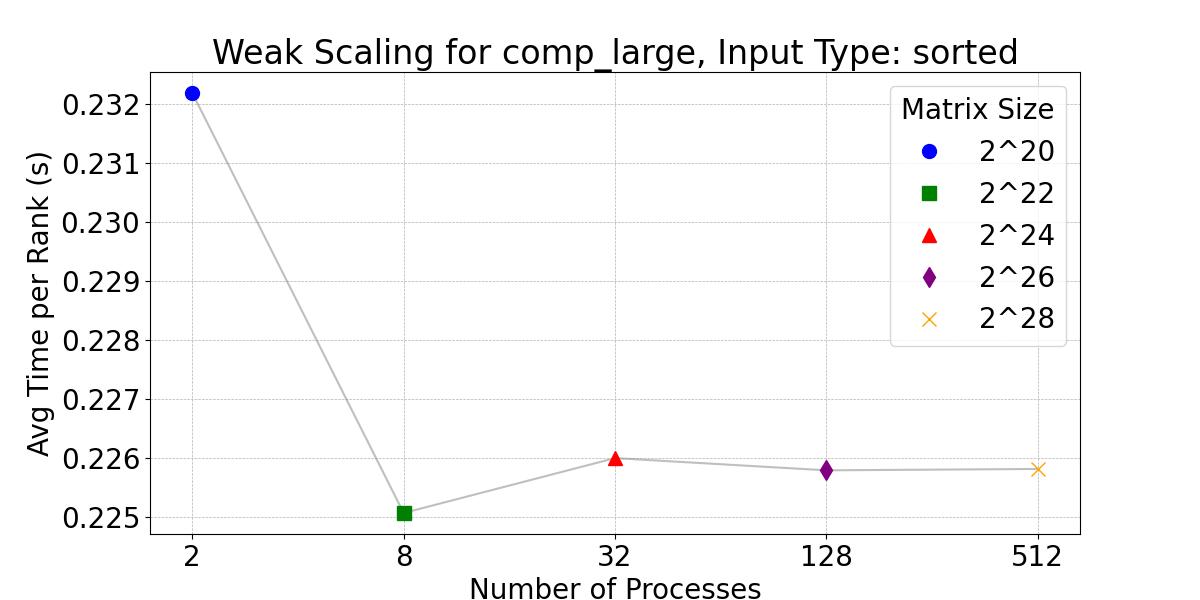 Weak Scaling for comp_large, Input Type: sorted
Avg Time per Rank (s)
0.232
0.231
0.230
0.229
0.228
0.227
0.226
0.225
Matrix Size
2^20
2^22
2^24
2^26
2^28
2 8 32 128 512
Number of Processes